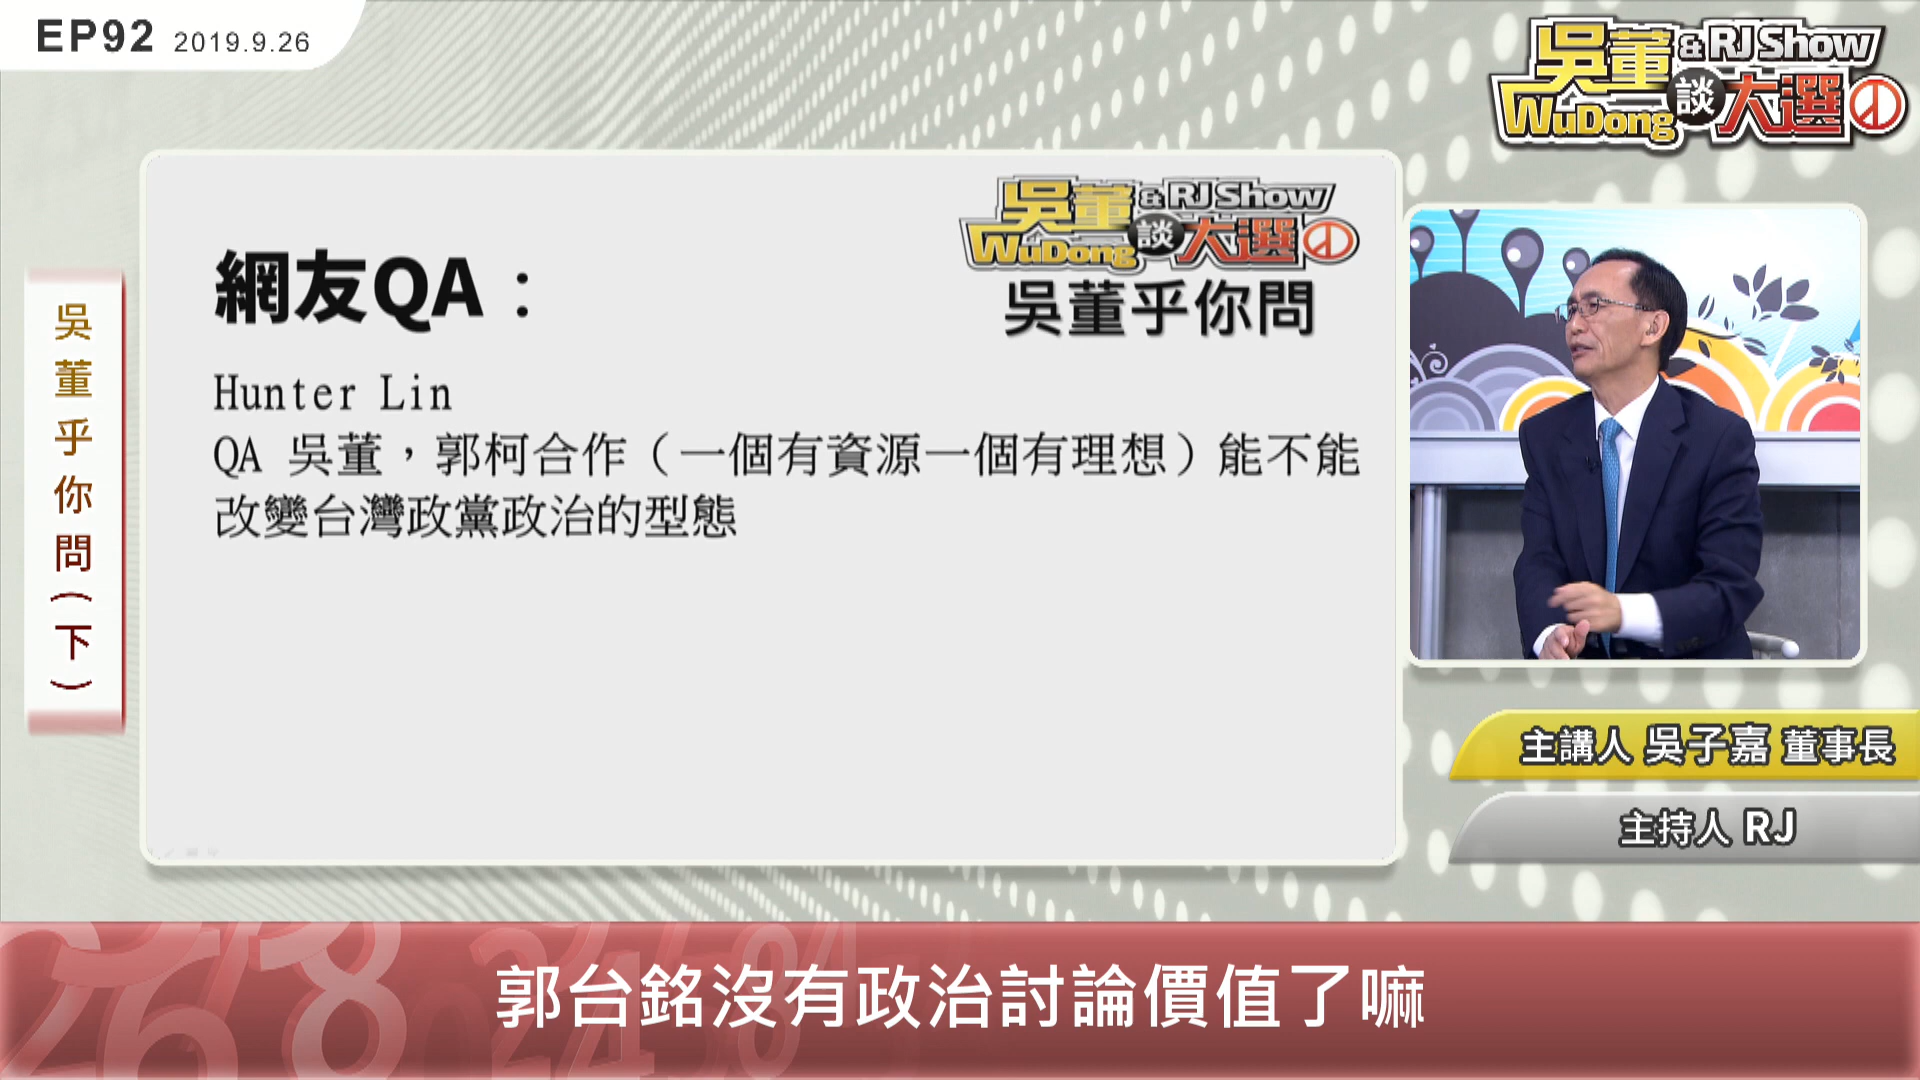 EP92 2019.9.26
吳董 & RJ Show
WuDong 談 大選
吳董 & RJ Show
WuDong 談 大選
吳董乎你問
網友QA：
Hunter Lin
QA 吳董，郭柯合作（一個有資源一個有理想）能不能
改變台灣政黨政治的型態
吳董乎你問(下)
主講人 吳子嘉 董事長
主持人 RJ
郭台銘沒有政治討論價值了嘛